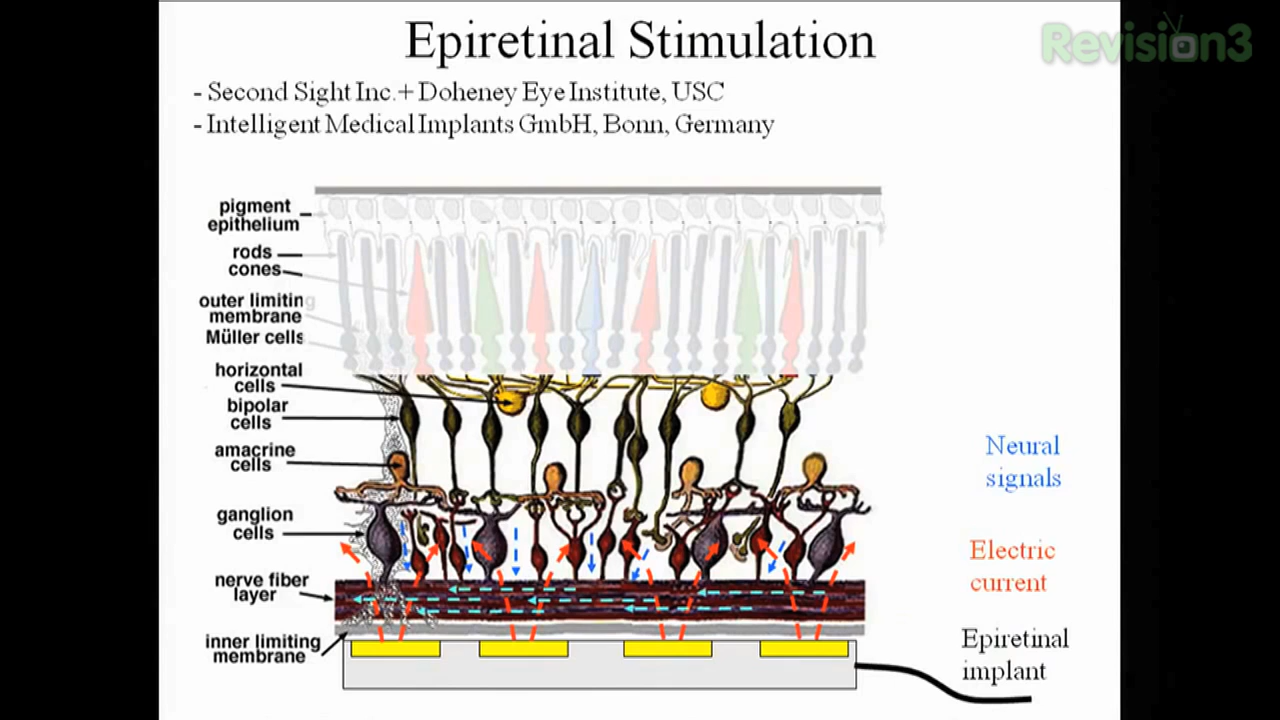 Epiretinal Stimulation
Revision3
- Second Sight Inc.+ Doheney Eye Institute, USC
- Intelligent Medical Implants GmbH, Bonn, Germany
pigment
epithelium
rods
cones
outer limiting
membrane
Müller cells
horizontal
cells
bipolar
cells
amacrine
cells
ganglion
cells
nerve fiber
layer
inner limiting
membrane
Neural
signals
Electric
current
Epiretinal
implant